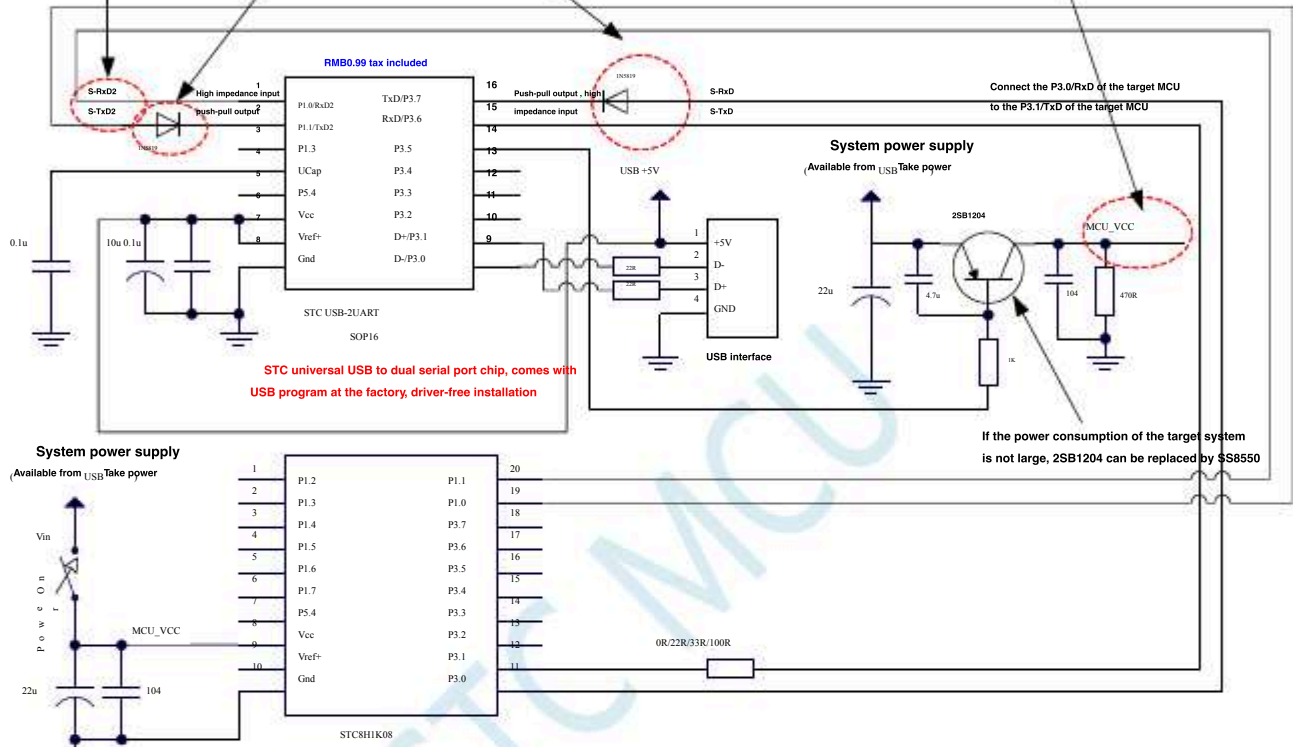 RMB0.99 tax included
S-RxD2
S-TxD2
1N5819
High impedance input
push-pull output
1
2
3
4
5
6
7
8
P1.0/RxD2
P1.1/TxD2
P1.3
UCap
P5.4
Vcc
Vref+
Gnd
TxD/P3.7
RxD/P3.6
P3.5
P3.4
P3.3
P3.2
D+/P3.1
D-/P3.0
16
15
14
13
12
11
10
9
Push-pull output , high
impedance input
1N5819
S-RxD
S-TxD
Connect the P3.0/RxD of the target MCU
to the P3.1/TxD of the target MCU
0.1u
10u 0.1u
STC USB-2UART
SOP16
STC universal USB to dual serial port chip, comes with
USB program at the factory, driver-free installation
USB +5V
22R
22R
1
2
3
4
+5V
D-
D+
GND
USB interface
System power supply
(Available from USB Take power)
22u
4.7u
2SB1204
1K
104
470R
MCU_VCC
If the power consumption of the target system
is not large, 2SB1204 can be replaced by SS8550
System power supply
(Available from USB Take power)
Vin
Power On
MCU_VCC
22u
104
1
2
3
4
5
6
7
8
9
10
P1.2
P1.3
P1.4
P1.5
P1.6
P1.7
P5.4
Vcc
Vref+
Gnd
P1.1
P1.0
P3.7
P3.6
P3.5
P3.4
P3.3
P3.2
P3.1
P3.0
20
19
18
17
16
15
14
13
12
11
0R/22R/33R/100R
STC8H1K08
STC MCU